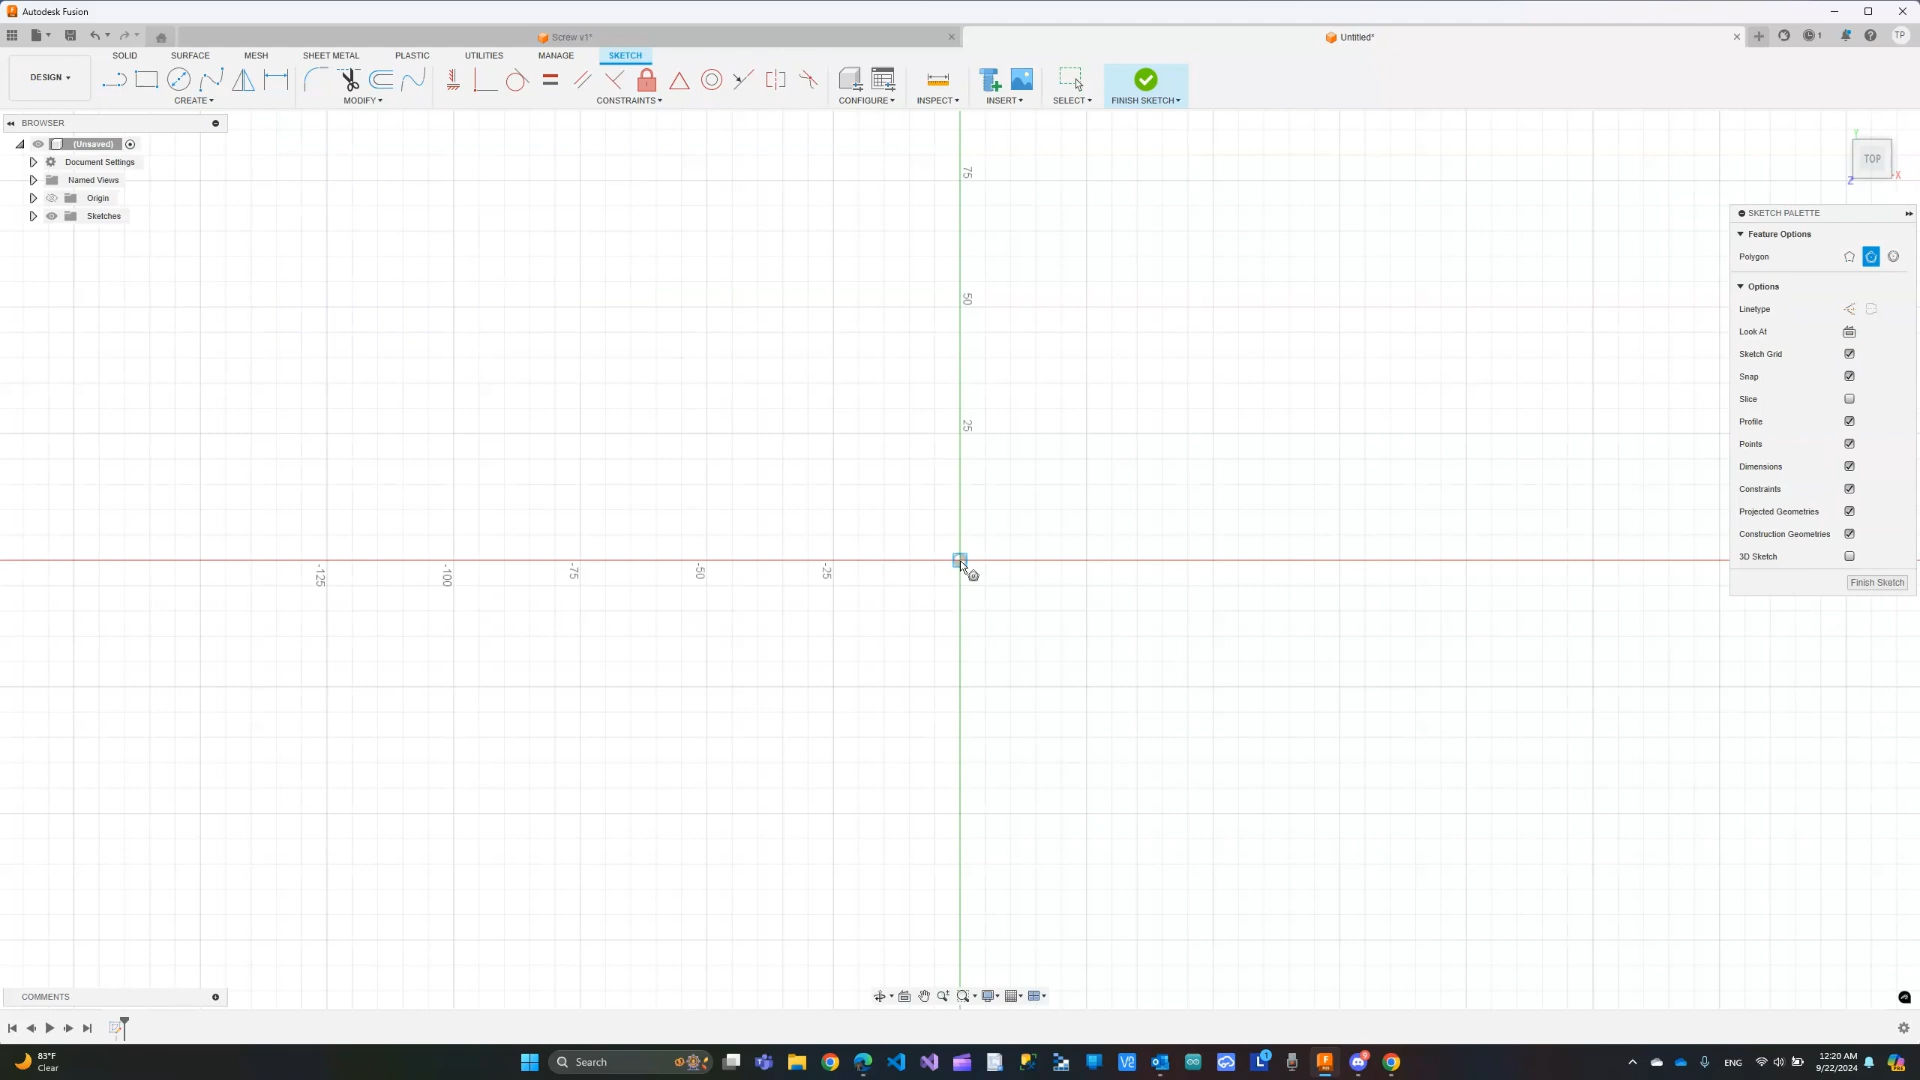 Autodesk Fusion
Screw v1*
Untitled*
1
TP
SOLID SURFACE MESH SHEET METAL PLASTIC UTILITIES MANAGE SKETCH
DESIGN
CREATE MODIFY CONSTRAINTS CONFIGURE INSPECT INSERT SELECT FINISH SKETCH
BROWSER
(Unsaved)
Document Settings
Named Views
Origin
Sketches
TOP
Y
X
Z
SKETCH PALETTE
Feature Options
Polygon
Options
Linetype
Look At
Sketch Grid
Snap
Slice
Profile
Points
Dimensions
Constraints
Projected Geometries
Construction Geometries
3D Sketch
Finish Sketch
75
50
25
-125 -100 -75 -50 -25
COMMENTS
83°F
Clear
Search
ENG
12:20 AM
9/22/2024